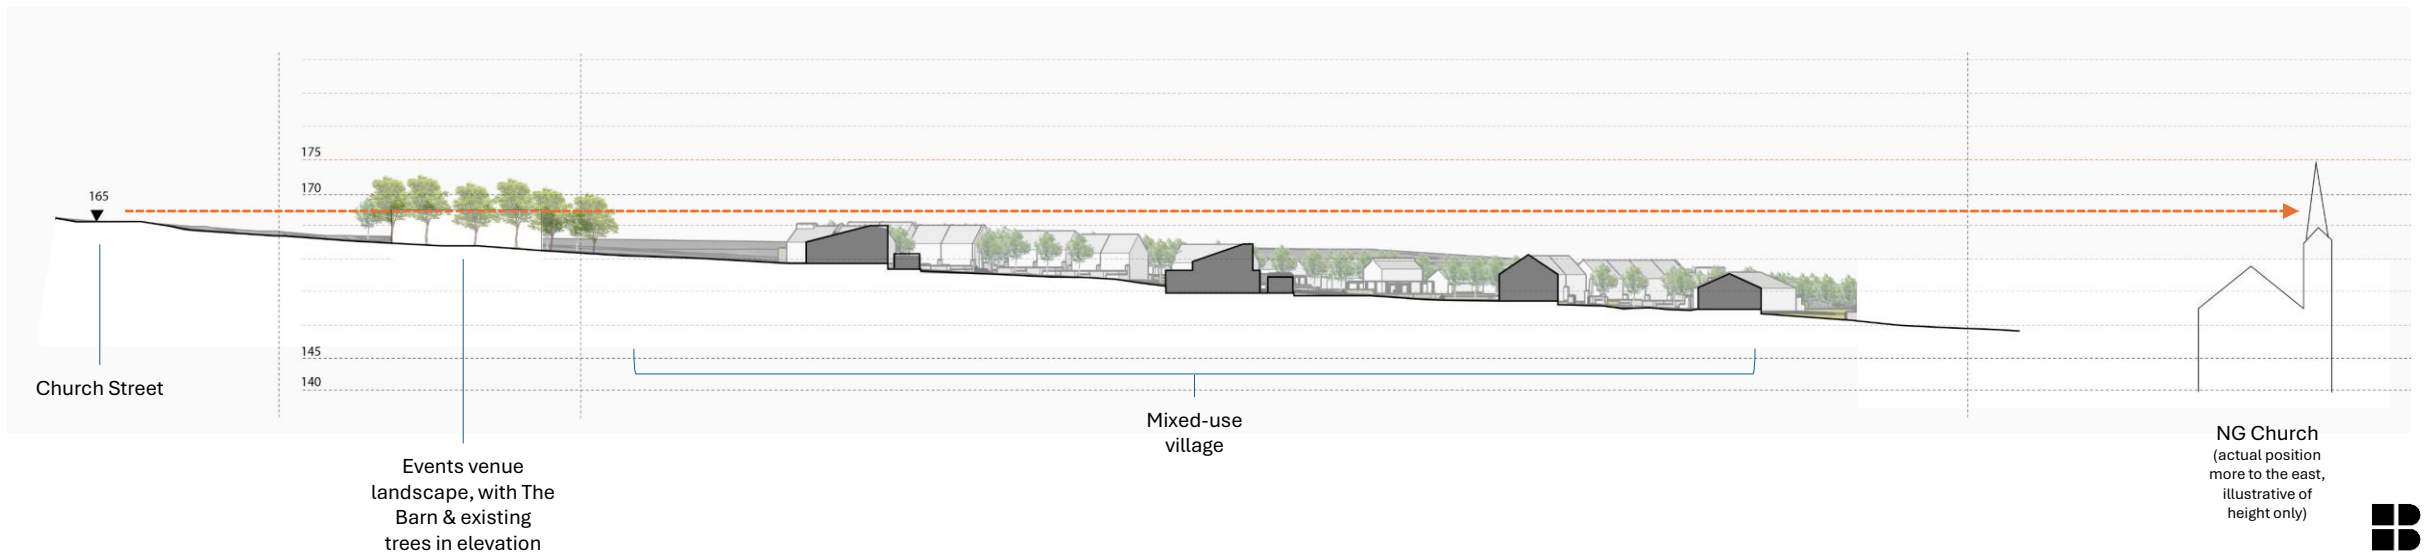 175
165
170
145
140
Church Street
Mixed-use
village
NG Church
(actual position
more to the east,
illustrative of
height only)
Events venue
landscape, with The
Barn & existing
trees in elevation